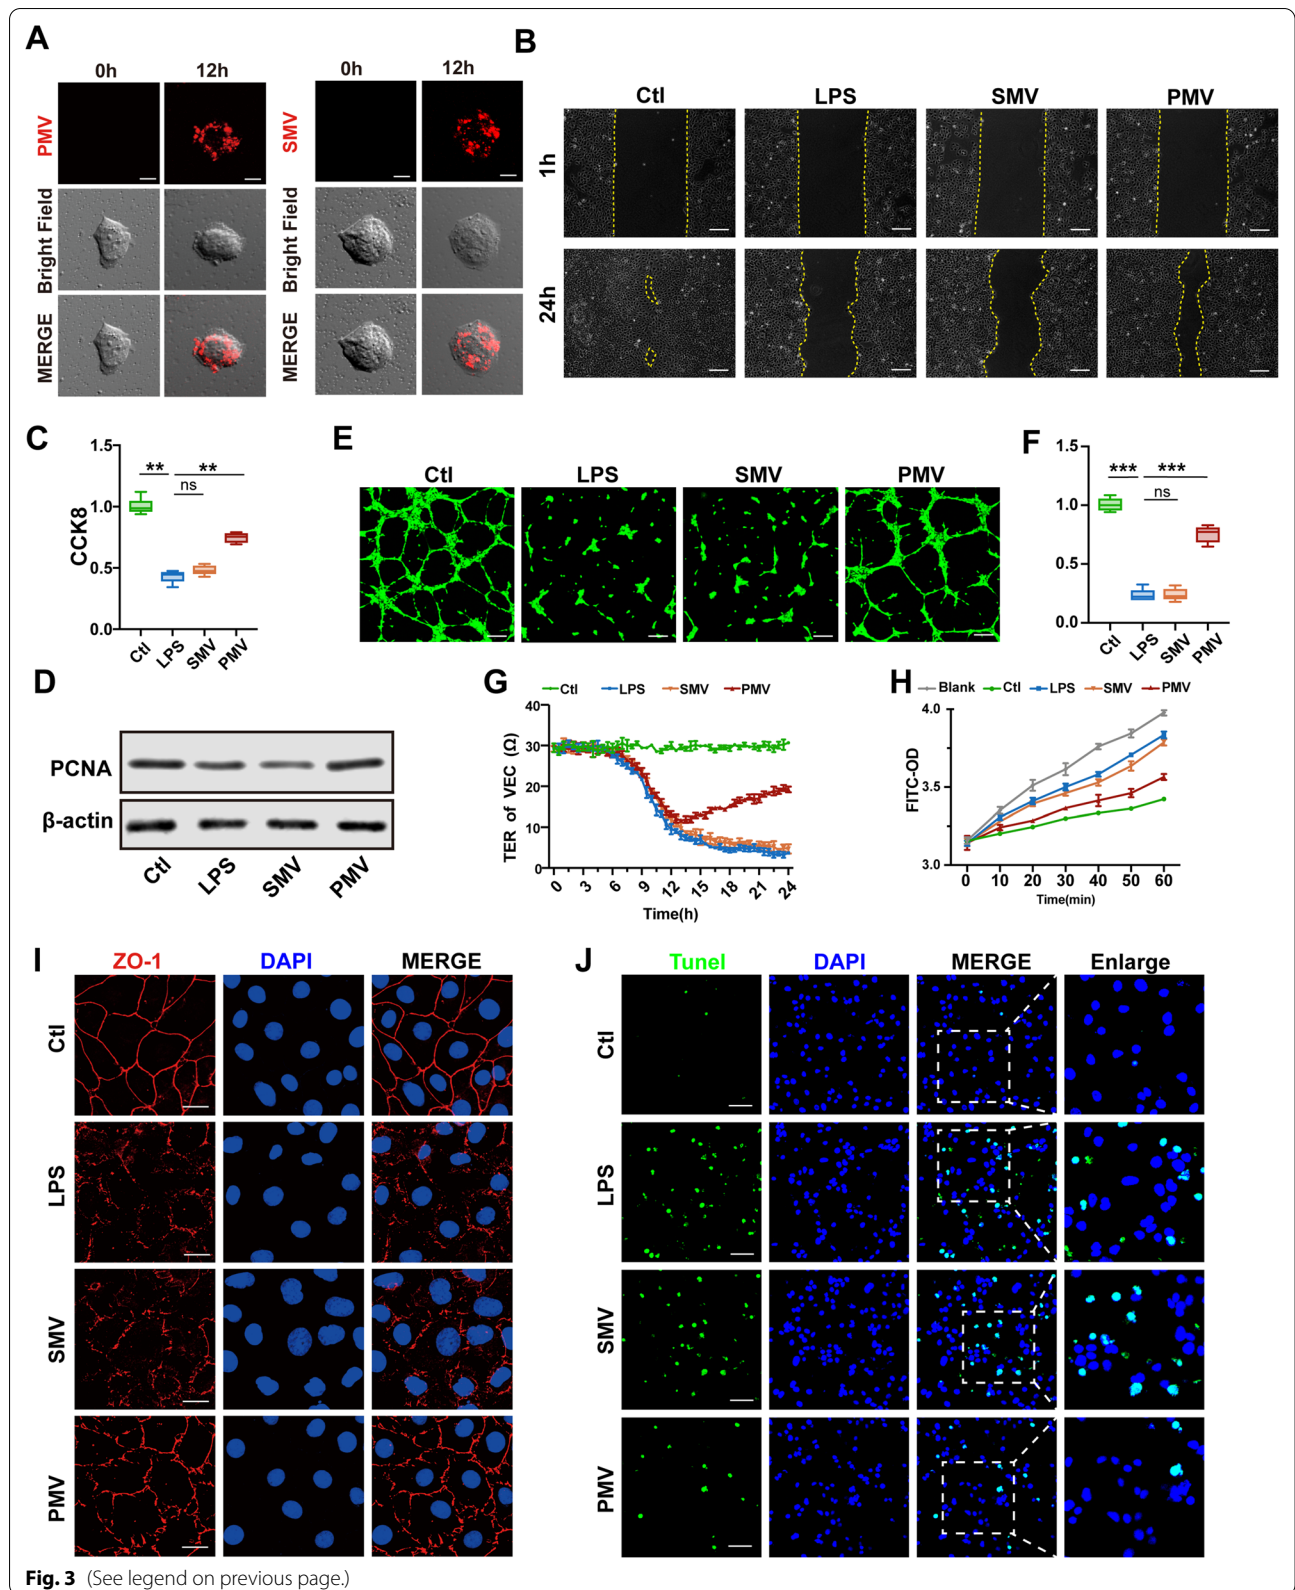 A
0h
12h
0h
12h
PMV
SMV
Bright Field
Bright Field
MERGE
MERGE
B
Ctl
LPS
SMV
PMV
1h
24h
C
1.5
1.0
0.5
0.0
CCK8
**
**
ns
Ctl
LPS
SMV
PMV
E
Ctl
LPS
SMV
PMV
F
1.5
1.0
0.5
0.0
***
***
ns
Ctl
LPS
SMV
PMV
D
PCNA
β-actin
Ctl
LPS
SMV
PMV
G
Ctl
LPS
SMV
PMV
40
30
20
10
0
TER of VEC (Ω)
0
3
6
9
12
15
18
21
24
Time(h)
H
Blank
Ctl
LPS
SMV
PMV
4.0
3.5
3.0
FITC-OD
0
10
20
30
40
50
60
Time(min)
I
ZO-1
DAPI
MERGE
Ctl
LPS
SMV
PMV
J
Tunel
DAPI
MERGE
Enlarge
Ctl
LPS
SMV
PMV
Fig. 3 (See legend on previous page.)